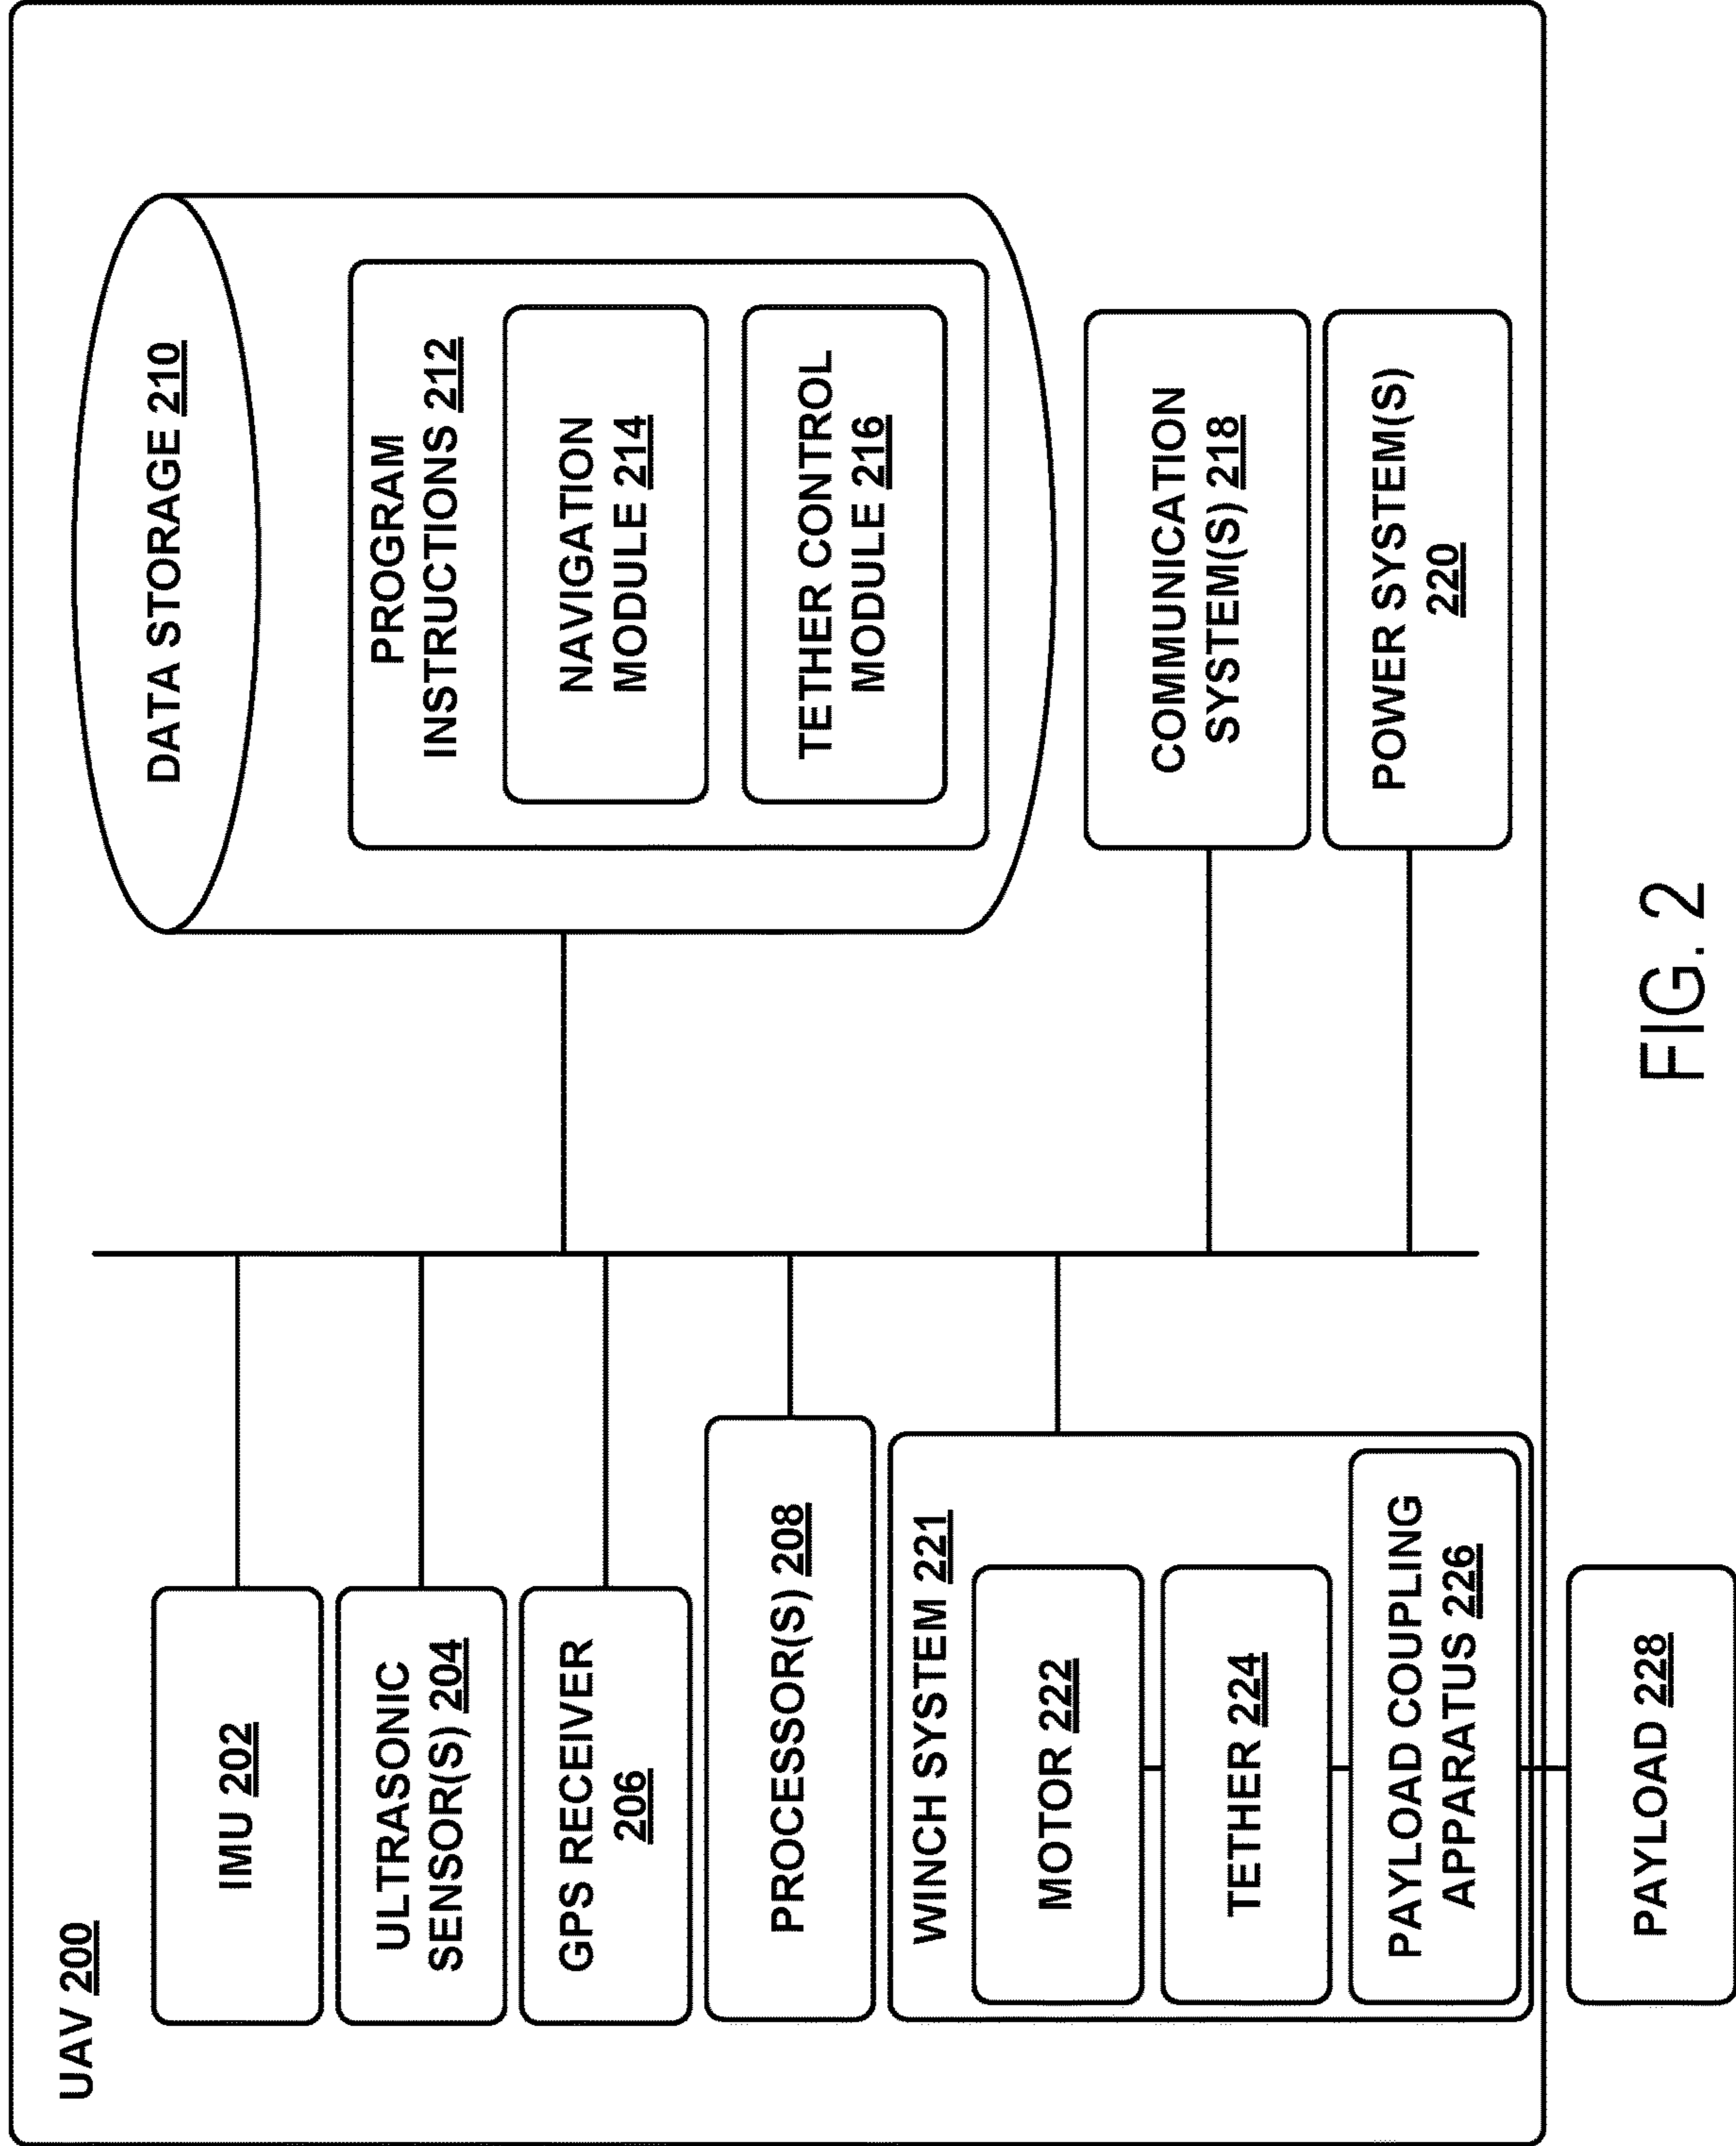 UAV 200
IMU 202
ULTRASONIC
SENSOR(S) 204
GPS RECEIVER
206
PROCESSOR(S) 208
WINCH SYSTEM 221
MOTOR 222
TETHER 224
PAYLOAD COUPLING
APPARATUS 226
PAYLOAD 228
DATA STORAGE 210
PROGRAM
INSTRUCTIONS 212
NAVIGATION
MODULE 214
TETHER CONTROL
MODULE 216
COMMUNICATION
SYSTEM(S) 218
POWER SYSTEM(S)
220
FIG. 2